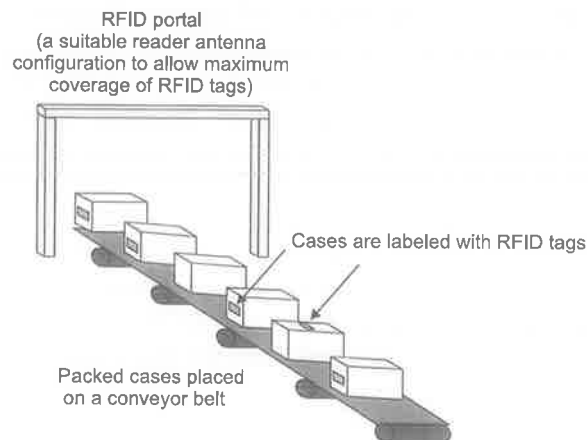 RFID portal
(a suitable reader antenna
configuration to allow maximum
coverage of RFID tags)
Cases are labeled with RFID tags
Packed cases placed
on a conveyor belt